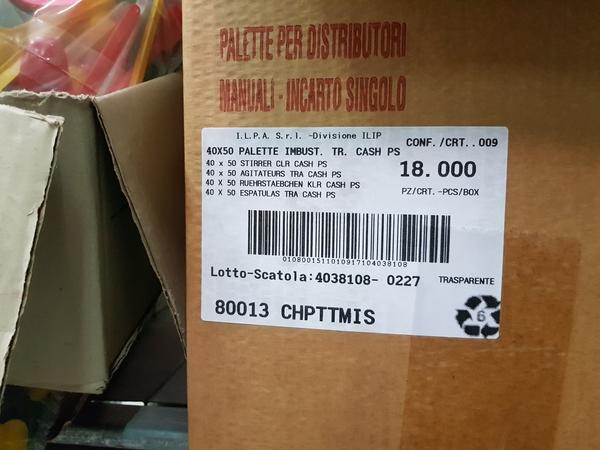 PALETTE PER DISTRIBUTORI
MANUALI - INCARTO SINGOLO
I.L.P.A. S.r.l. -Divisione ILIP
CONF./CRT..009
40X50 PALETTE IMBUST. TR. CASH PS
40 x 50 STIRRER CLR CASH PS
40 x 50 AGITATEURS TRA CASH PS
40 X 50 RUEHRSTAEBCHEN KLR CASH PS
40 X 50 ESPATULAS TRA CASH PS
18.000
PZ/CRT.-PCS/BOX
0108001511010917104038108
Lotto-Scatola:4038108- 0227
TRASPARENTE
80013 CHPTTMIS
6